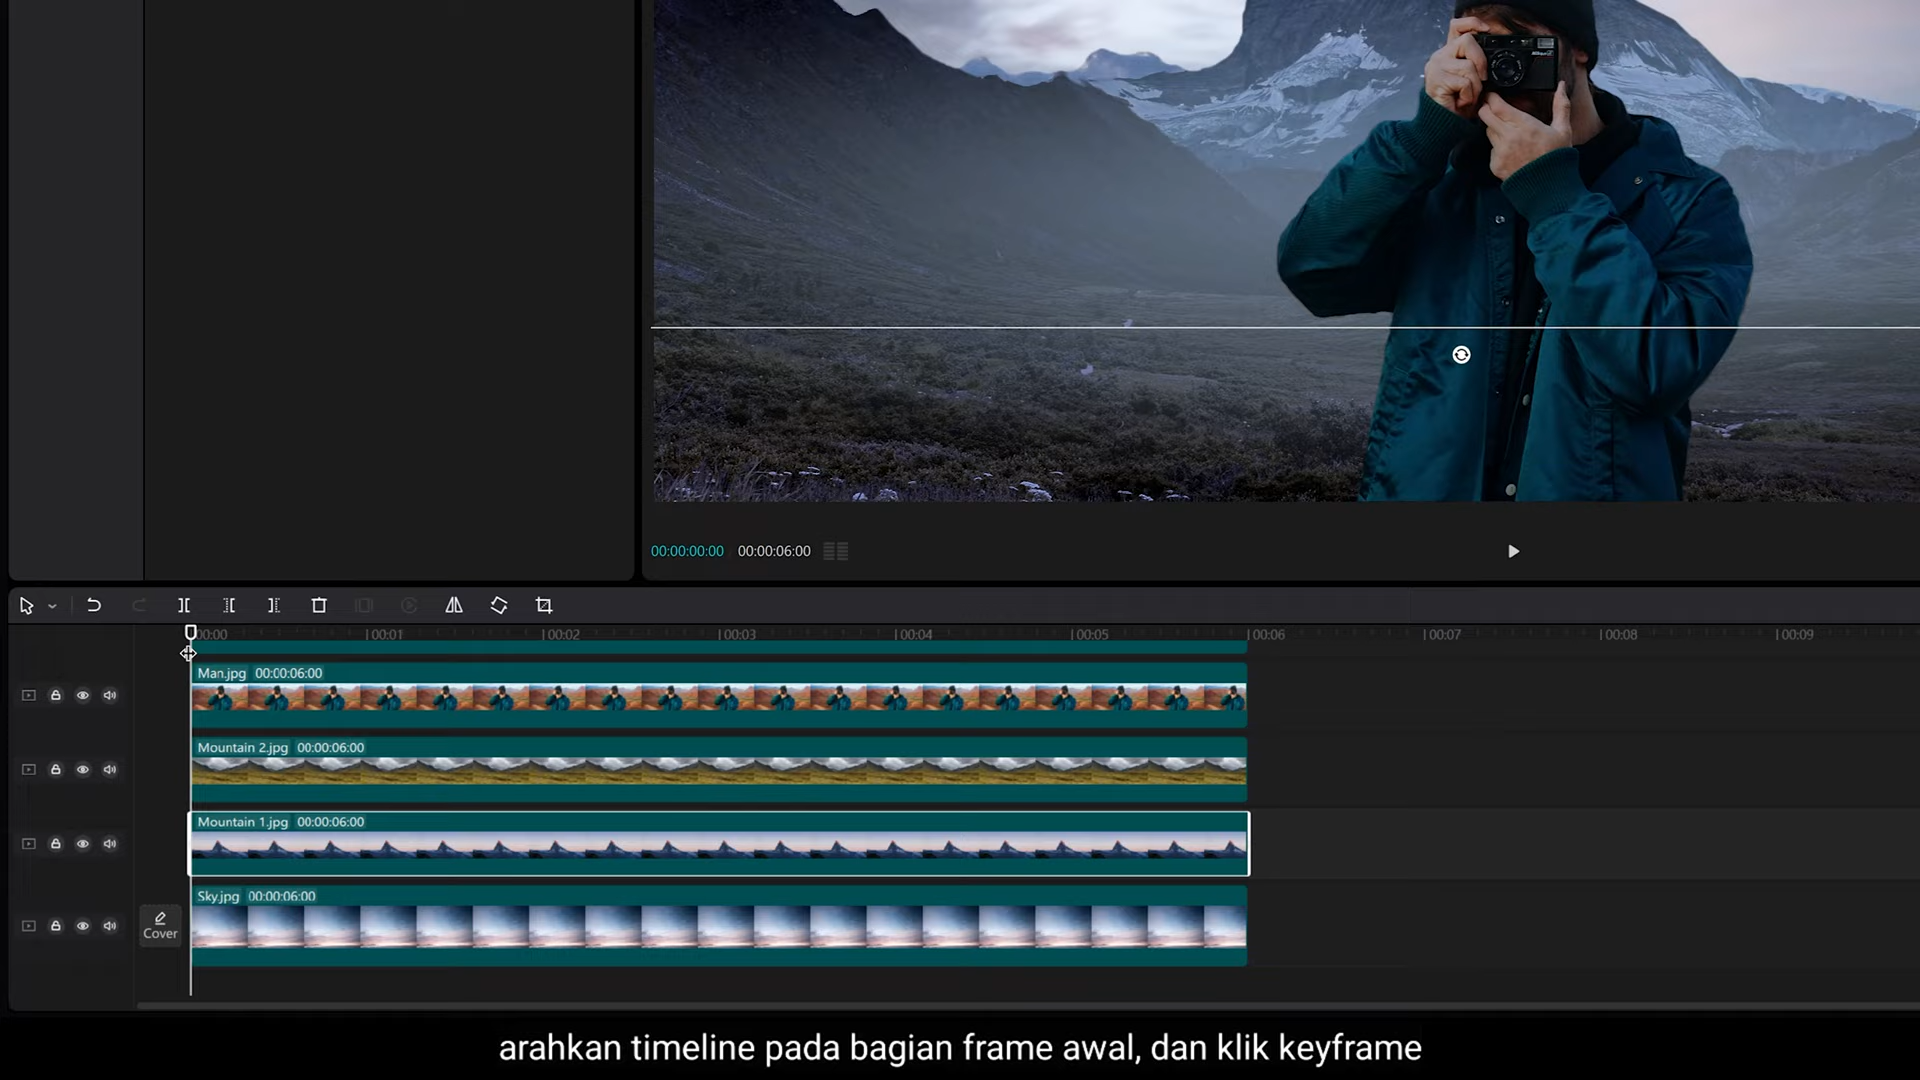 00:00:00:00 00:00:06:00
00:00 00:01 00:02 00:03 00:04 00:05 00:06 00:07 00:08 00:09
Man.jpg 00:00:06:00
Mountain 2.jpg 00:00:06:00
Mountain 1.jpg 00:00:06:00
Sky.jpg 00:00:06:00
Cover
arahkan timeline pada bagian frame awal, dan klik keyframe